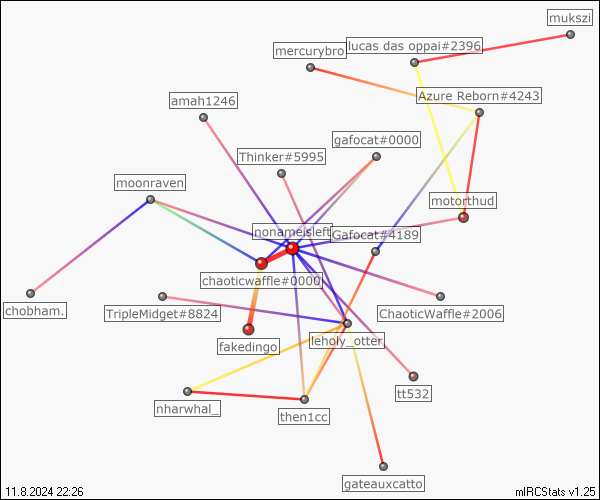 mukszi
lucas das oppai#2396
mercurybro
Azure Reborn#4243
amah1246
gafocat#0000
Thinker#5995
moonraven
motorthud
nonameisleft
Gafocat#4189
chaoticwaffle#0000
chobham.
TripleMidget#8824
ChaoticWaffle#2006
fakedingo
leholy_otter
tt532
nharwhal_
then1cc
gateauxcatto
11.8.2024 22:26
mIRCStats v1.25